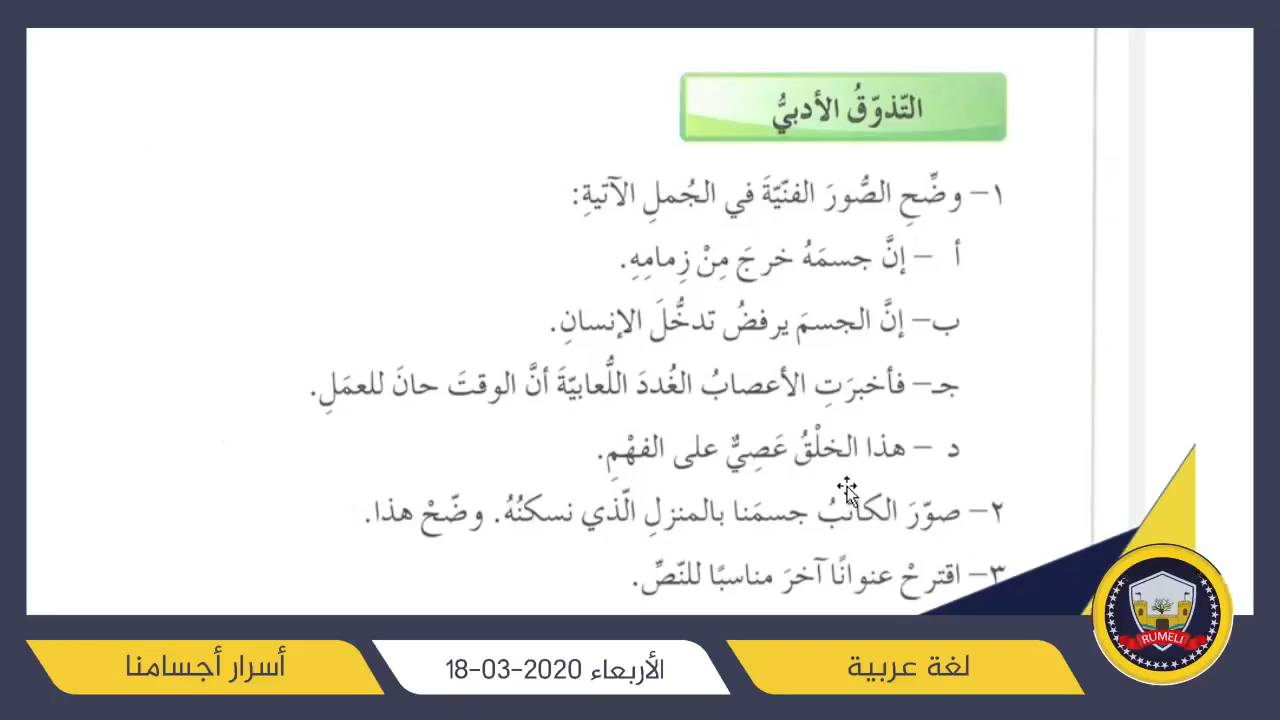 التّذوّقُ الأدبيُّ
١– وضِّحِ الصُّورَ الفنّيّةَ في الجُملِ الآتيةِ:
أ – إنَّ جسمَهُ خرجَ مِنْ زِمامِهِ.
ب– إنَّ الجسمَ يرفضُ تدخُّلَ الإنسانِ.
جـ– فأخبرَتِ الأعصابُ الغُددَ اللُّعابيّةَ أنَّ الوقتَ حانَ للعمَلِ.
د – هذا الخلْقُ عَصِيٌّ على الفهْمِ.
٢– صوّرَ الكاتبُ جسمَنا بالمنزلِ الّذي نسكنُهُ. وضّحْ هذا.
٣– اقترحْ عنوانًا آخرَ مناسبًا للنّصِّ.
RUMELI
لغة عربية
الأربعاء 2020-03-18
أسرار أجسامنا